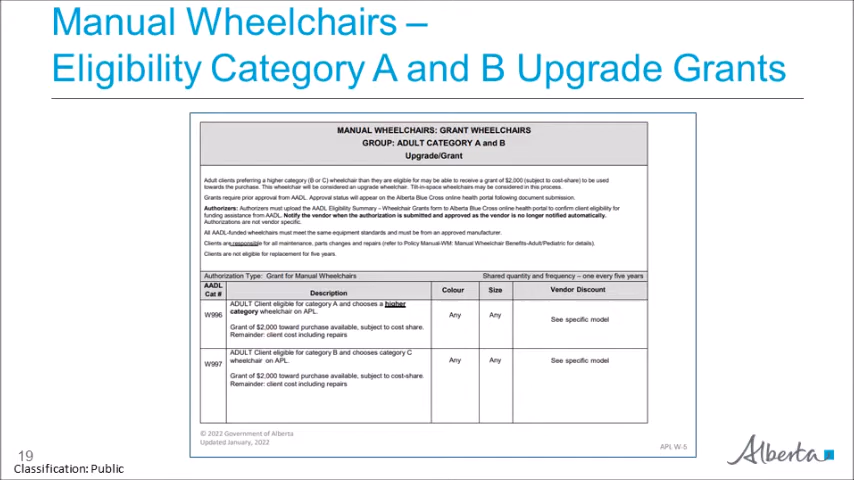 Manual Wheelchairs –
Eligibility Category A and B Upgrade Grants
MANUAL WHEELCHAIRS: GRANT WHEELCHAIRS
GROUP: ADULT CATEGORY A and B
Upgrade/Grant
Adult clients preferring a higher category (B or C) wheelchair than they are eligible for may be able to receive a grant of $2,000 (subject to cost-share) to be used
towards the purchase. This wheelchair will be considered an upgrade wheelchair. Tilt-in-space wheelchairs may be considered in this process.
Grants require prior approval from AADL. Approval status will appear on the Alberta Blue Cross online health portal following document submission.
Authorizers: Authorizers must upload the AADL Eligibility Summary – Wheelchair Grants form to Alberta Blue Cross online health portal to confirm client eligibility for
funding assistance from AADL. Notify the vendor when the authorization is submitted and approved as the vendor is no longer notified automatically.
Authorizations are not vendor specific.
All AADL-funded wheelchairs must meet the same equipment standards and must be from an approved manufacturer.
Clients are responsible for all maintenance, parts changes and repairs (refer to Policy Manual-WM: Manual Wheelchair Benefits-Adult/Pediatric for details).
Clients are not eligible for replacement for five years.
Authorization Type: Grant for Manual Wheelchairs Shared quantity and frequency – one every five years
AADL
Cat # Description Colour Size Vendor Discount
W996 ADULT Client eligible for category A and chooses a higher
category wheelchair on APL. Any Any See specific model
Grant of $2,000 toward purchase available, subject to cost share.
Remainder: client cost including repairs
W997 ADULT Client eligible for category B and chooses category C
wheelchair on APL. Any Any See specific model
Grant of $2,000 toward purchase available, subject to cost-share.
Remainder: client cost including repairs
© 2022 Government of Alberta
Updated January, 2022
APL W-5
19
Classification: Public
Alberta